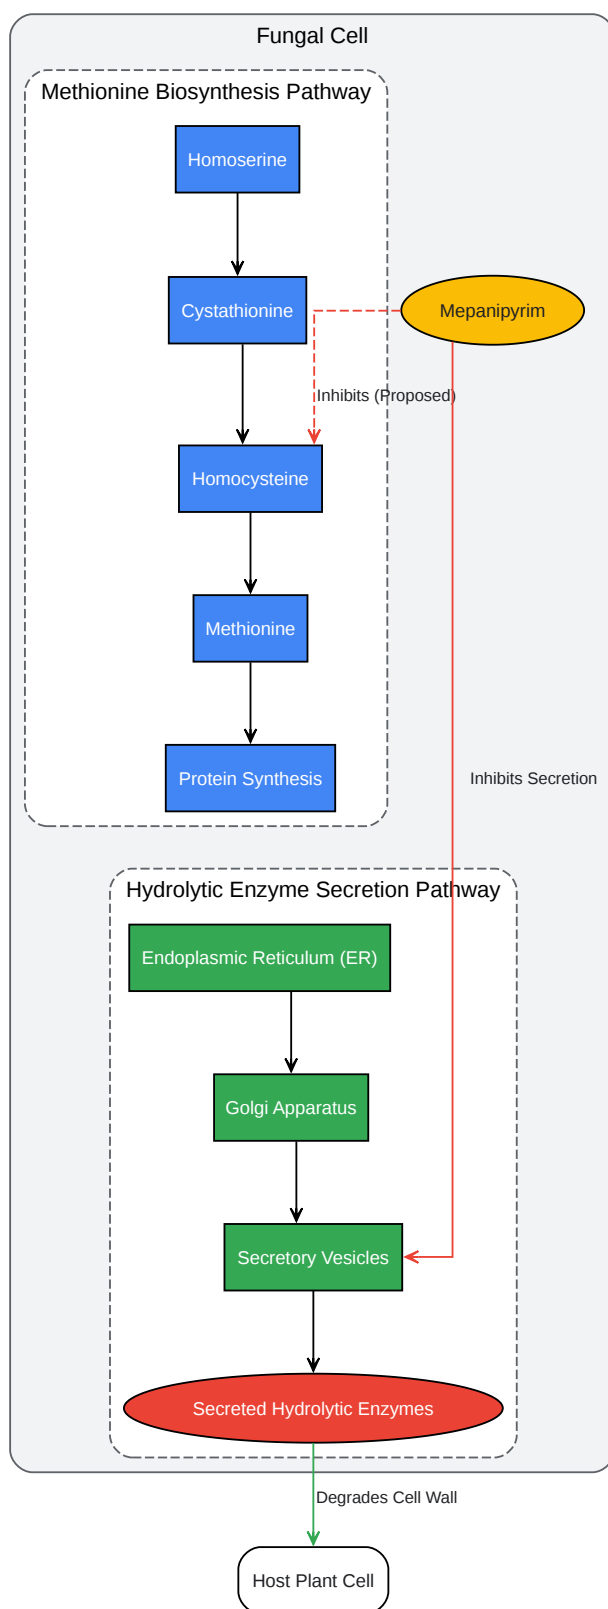 Fungal Cell
Methionine Biosynthesis Pathway
Homoserine
Cystathionine
Mepanipyrim
Inhibits (Proposed)
Homocysteine
Methionine
Protein Synthesis
Inhibits Secretion
Hydrolytic Enzyme Secretion Pathway
Endoplasmic Reticulum (ER)
Golgi Apparatus
Secretory Vesicles
Secreted Hydrolytic Enzymes
Degrades Cell Wall
Host Plant Cell